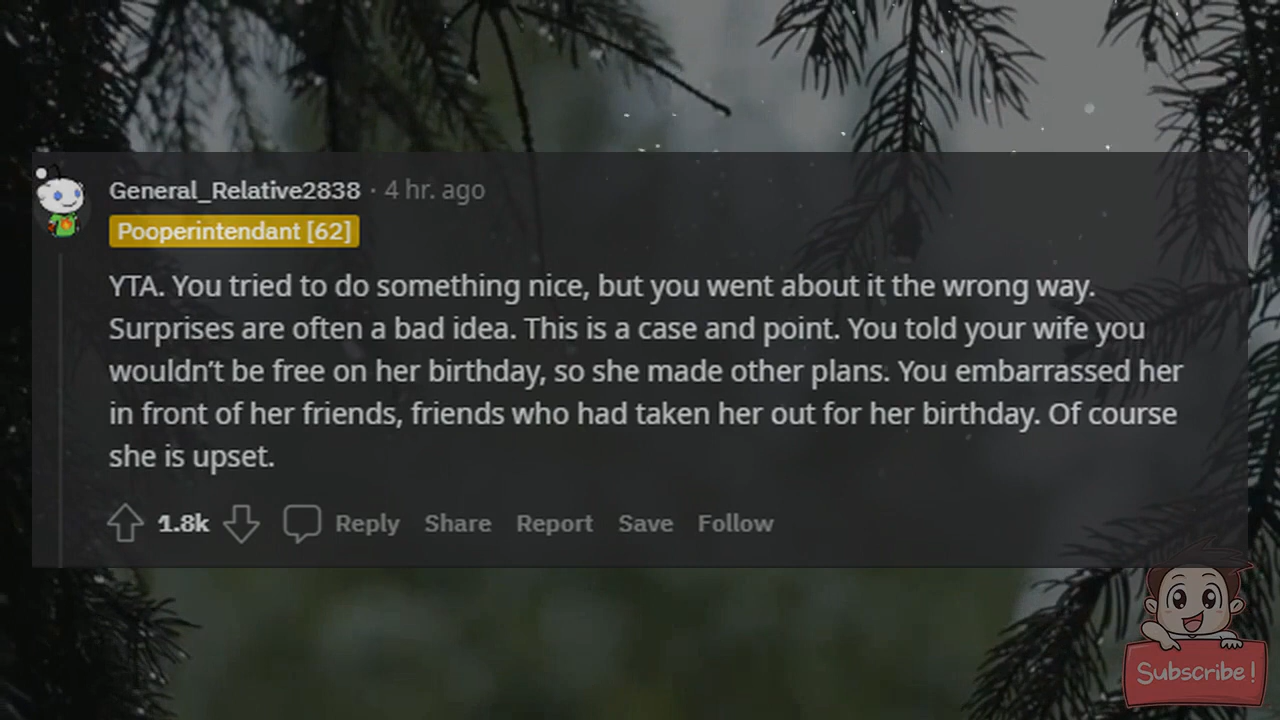 General_Relative2838 · 4 hr. ago
Pooperintendant [62]
YTA. You tried to do something nice, but you went about it the wrong way.
Surprises are often a bad idea. This is a case and point. You told your wife you
wouldn’t be free on her birthday, so she made other plans. You embarrassed her
in front of her friends, friends who had taken her out for her birthday. Of course
she is upset.
1.8k Reply Share Report Save Follow
Subscribe!